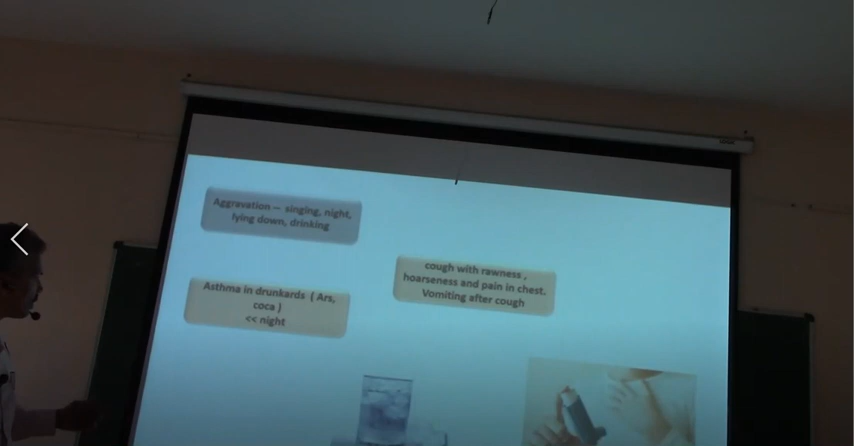 Aggravation – singing, night,
lying down, drinking
cough with rawness ,
hoarseness and pain in chest.
Vomiting after cough
Asthma in drunkards ( Ars,
coca )
<< night